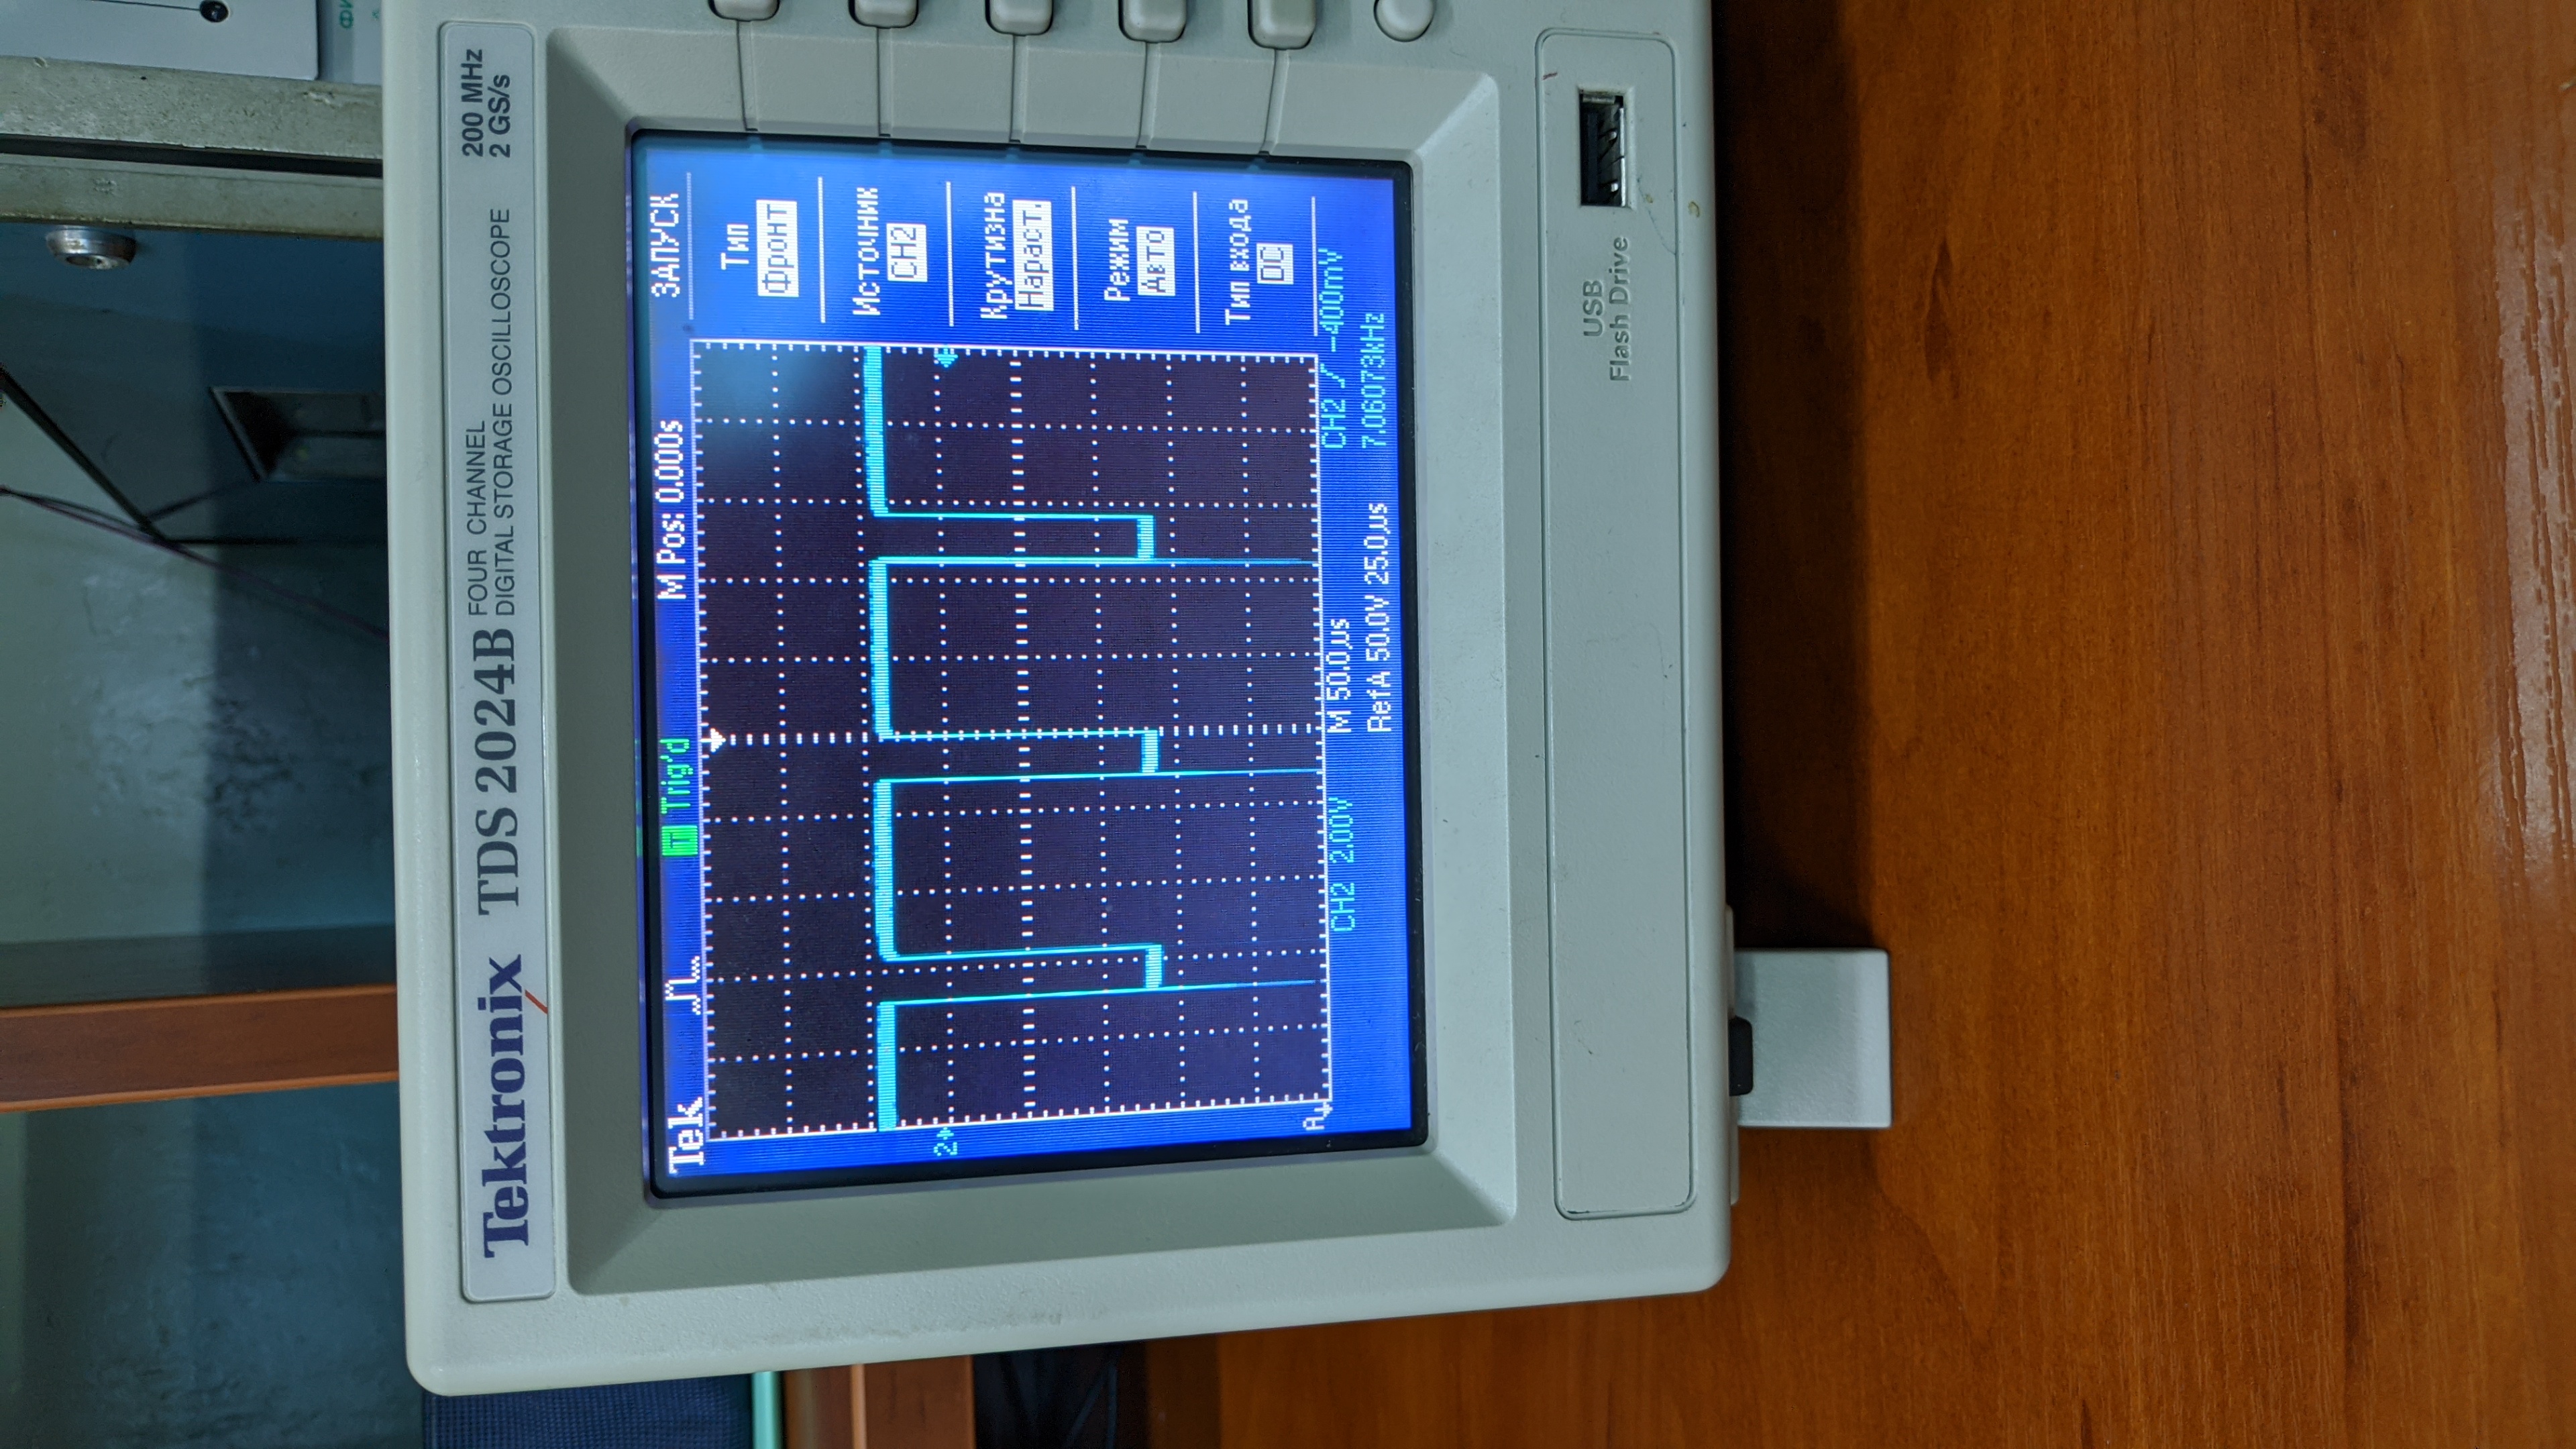 Tektronix TDS 2024B FOUR CHANNEL DIGITAL STORAGE OSCILLOSCOPE 200 MHz 2 GS/s
Tek T Trig'd M Pos: 0.000s ЗАПУСК
Тип
Фронт
Источник
CH2
2
Крутизна
Нараст.
Режим
Авто
Тип входа
DC
A
CH2 2.00V M 50.0µs CH2 -400mV
RefA 50.0V 25.0µs 7.06073kHz
USB
Flash Drive